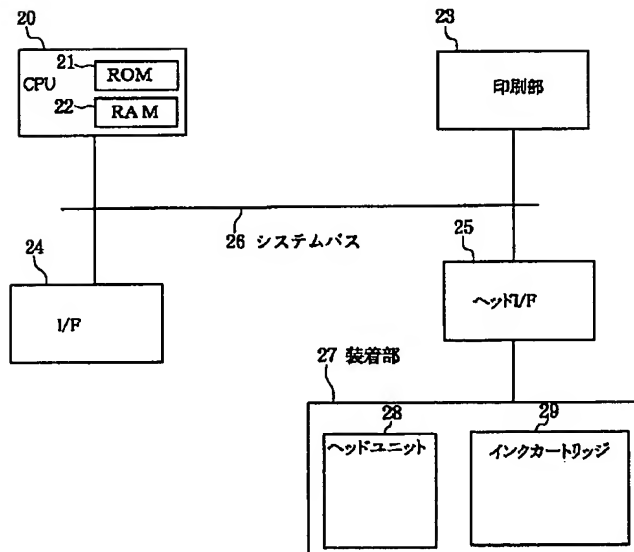 20
21
ROM
CPU
22
RAM
23
印刷部
26 システムバス
24
I/F
25
ヘッドI/F
27 装着部
28
ヘッドユニット
29
インクカートリッジ